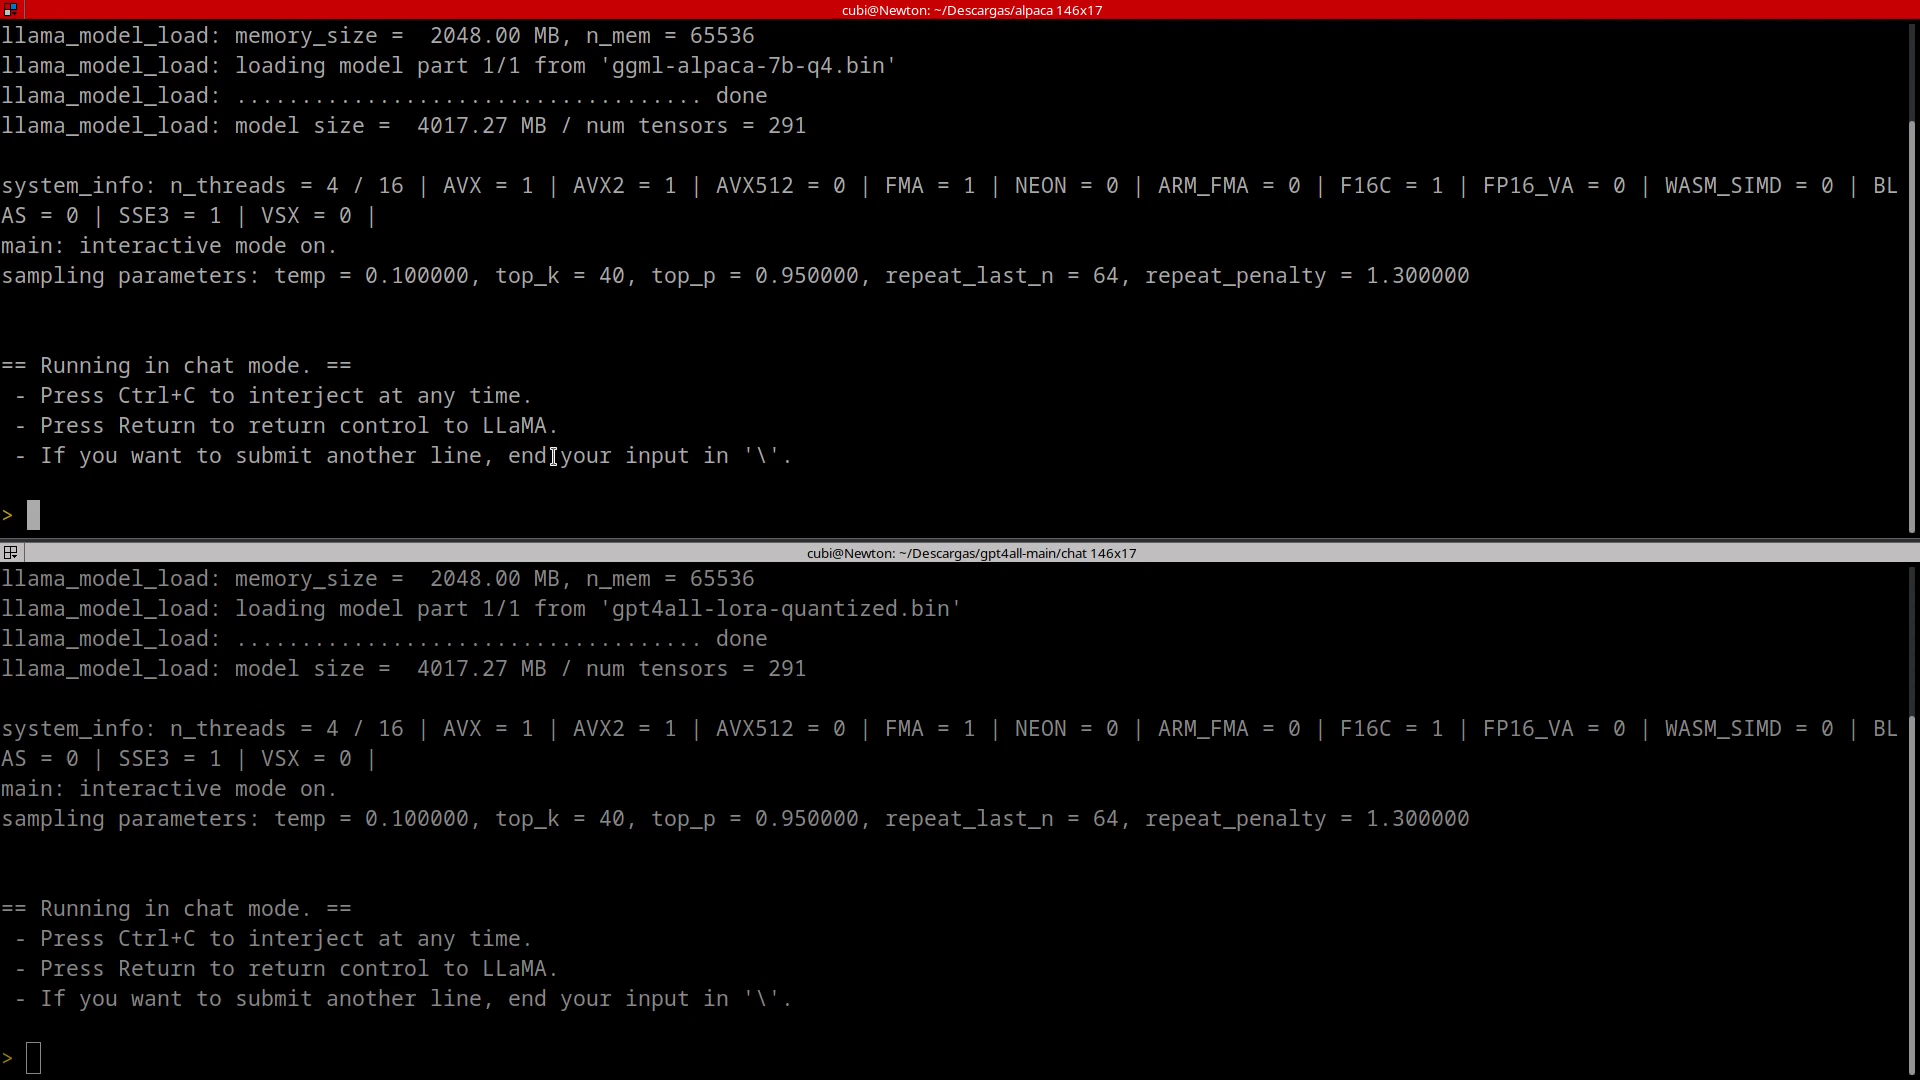 cubi@Newton: ~/Descargas/alpaca 146x17
llama_model_load: memory_size =  2048.00 MB, n_mem = 65536
llama_model_load: loading model part 1/1 from 'ggml-alpaca-7b-q4.bin'
llama_model_load: .................................... done
llama_model_load: model size =  4017.27 MB / num tensors = 291
system_info: n_threads = 4 / 16 | AVX = 1 | AVX2 = 1 | AVX512 = 0 | FMA = 1 | NEON = 0 | ARM_FMA = 0 | F16C = 1 | FP16_VA = 0 | WASM_SIMD = 0 | BL
AS = 0 | SSE3 = 1 | VSX = 0 |
main: interactive mode on.
sampling parameters: temp = 0.100000, top_k = 40, top_p = 0.950000, repeat_last_n = 64, repeat_penalty = 1.300000
== Running in chat mode. ==
 - Press Ctrl+C to interject at any time.
 - Press Return to return control to LLaMA.
 - If you want to submit another line, end your input in '\'.
>
cubi@Newton: ~/Descargas/gpt4all-main/chat 146x17
llama_model_load: memory_size =  2048.00 MB, n_mem = 65536
llama_model_load: loading model part 1/1 from 'gpt4all-lora-quantized.bin'
llama_model_load: .................................... done
llama_model_load: model size =  4017.27 MB / num tensors = 291
system_info: n_threads = 4 / 16 | AVX = 1 | AVX2 = 1 | AVX512 = 0 | FMA = 1 | NEON = 0 | ARM_FMA = 0 | F16C = 1 | FP16_VA = 0 | WASM_SIMD = 0 | BL
AS = 0 | SSE3 = 1 | VSX = 0 |
main: interactive mode on.
sampling parameters: temp = 0.100000, top_k = 40, top_p = 0.950000, repeat_last_n = 64, repeat_penalty = 1.300000
== Running in chat mode. ==
 - Press Ctrl+C to interject at any time.
 - Press Return to return control to LLaMA.
 - If you want to submit another line, end your input in '\'.
>